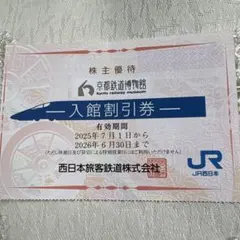 株主優待
京都鉄道博物館
KYOTO RAILWAY MUSEUM
入館割引券
有効期間
2025年7月1日から
2026年6月30日まで
西日本旅客鉄道株式会社
JR
JR西日本